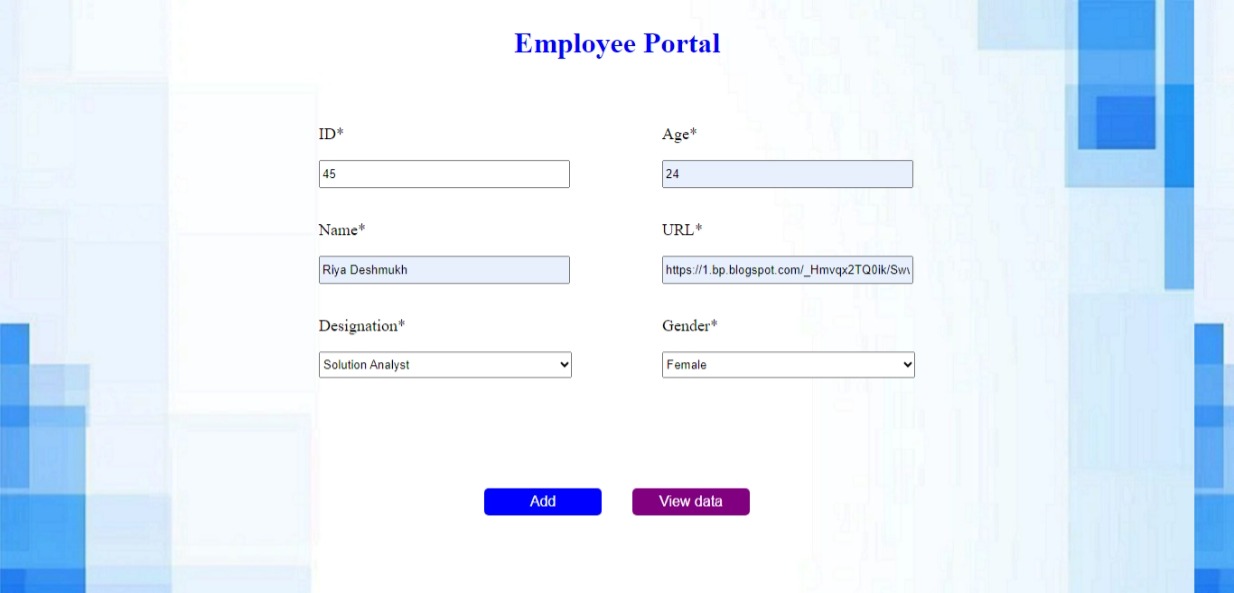 Employee Portal
ID*
Age*
45
24
Name*
URL*
Riya Deshmukh
https://1.bp.blogspot.com/_Hmvqx2TQ0ik/Sw
Designation*
Gender*
Solution Analyst
Female
Add
View data